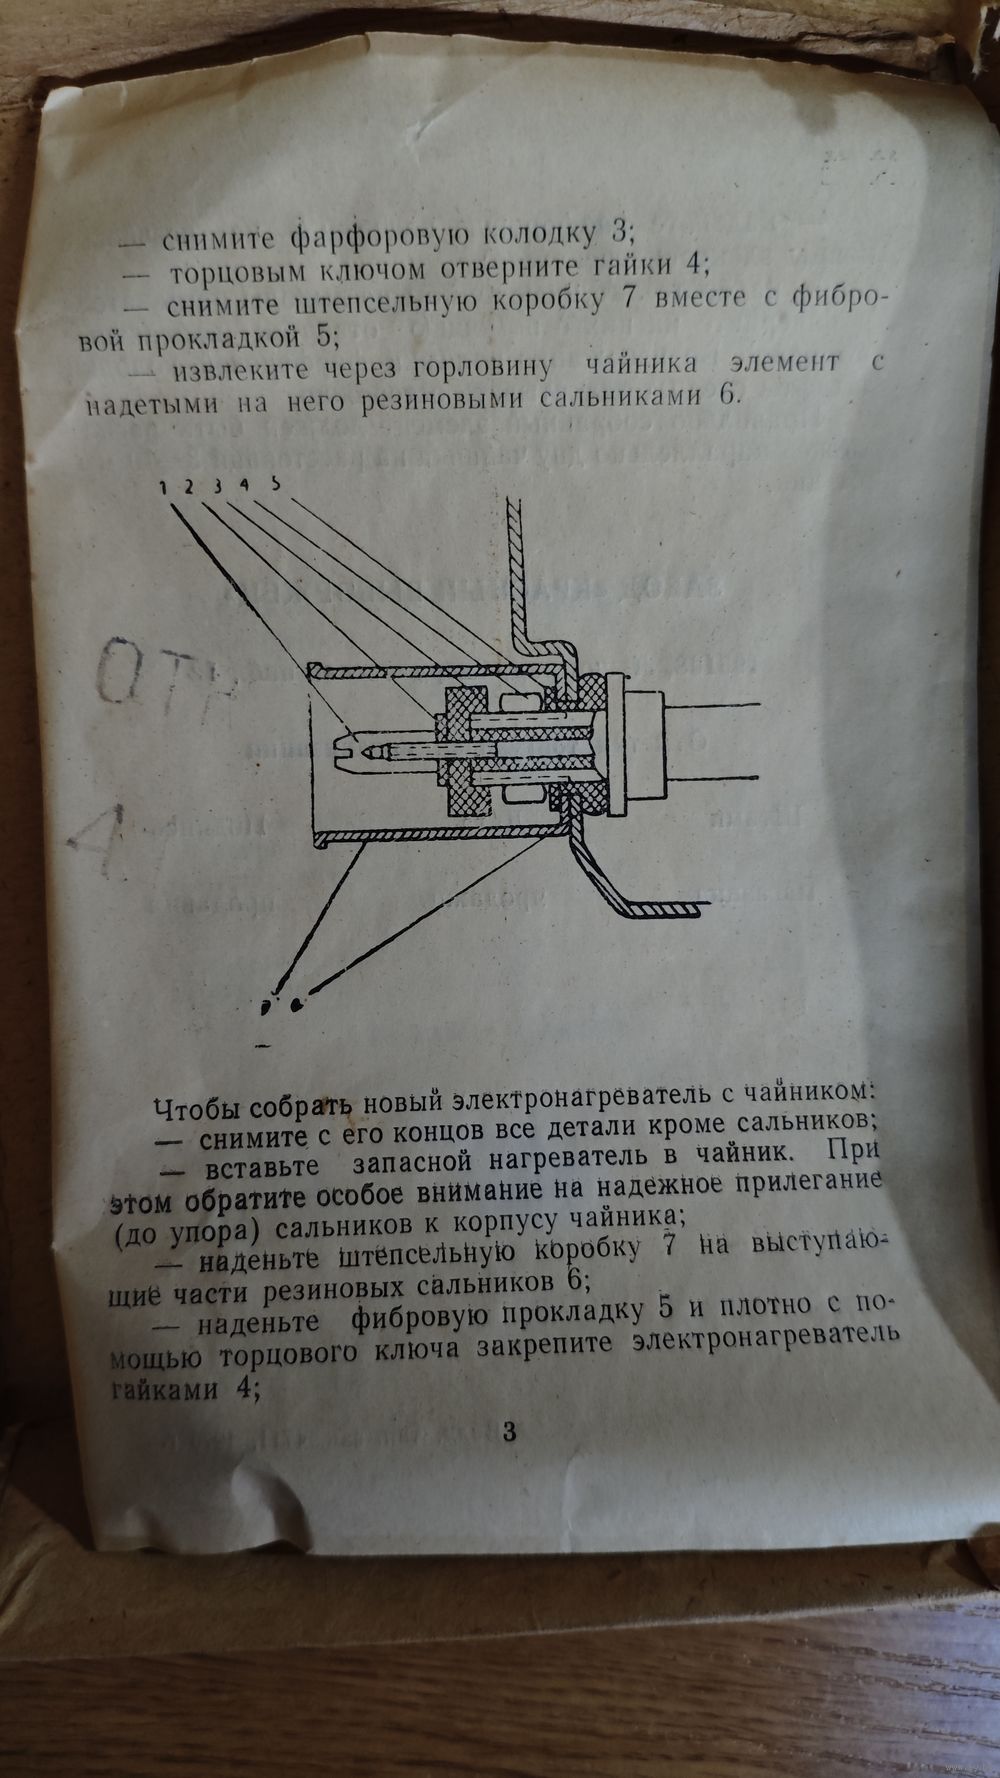 — снимите фарфоровую колодку 3;
— торцовым ключом отверните гайки 4;
— снимите штепсельную коробку 7 вместе с фибро-
вой прокладкой 5;
— извлеките через горловину чайника элемент с
надетыми на него резиновыми сальниками 6.
1 2 3 4 5
Чтобы собрать новый электронагреватель с чайником:
— снимите с его концов все детали кроме сальников;
— вставьте запасной нагреватель в чайник. При
этом обратите особое внимание на надежное прилегание
(до упора) сальников к корпусу чайника;
— наденьте штепсельную коробку 7 на выступаю-
щие части резиновых сальников 6;
— наденьте фибровую прокладку 5 и плотно с по-
мощью торцового ключа закрепите электронагреватель
гайками 4;
3